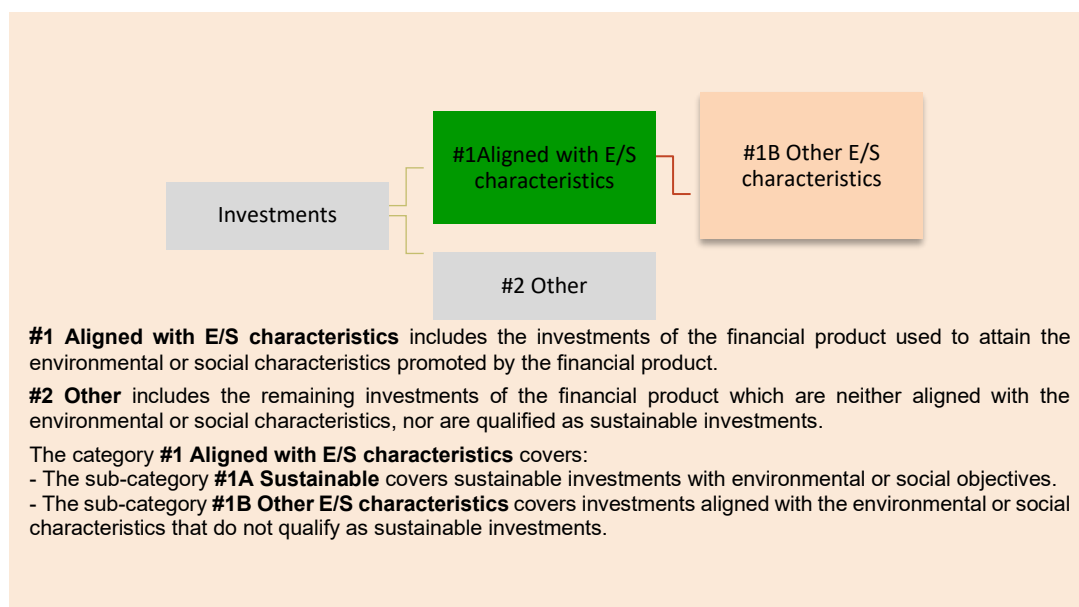 #1Aligned with E/S
characteristics
#1B Other E/S
characteristics
Investments
#2 Other
#1 Aligned with E/S characteristics includes the investments of the financial product used to attain the
environmental or social characteristics promoted by the financial product.
#2 Other includes the remaining investments of the financial product which are neither aligned with the
environmental or social characteristics, nor are qualified as sustainable investments.
The category #1 Aligned with E/S characteristics covers:
- The sub-category #1A Sustainable covers sustainable investments with environmental or social objectives.
- The sub-category #1B Other E/S characteristics covers investments aligned with the environmental or social
characteristics that do not qualify as sustainable investments.